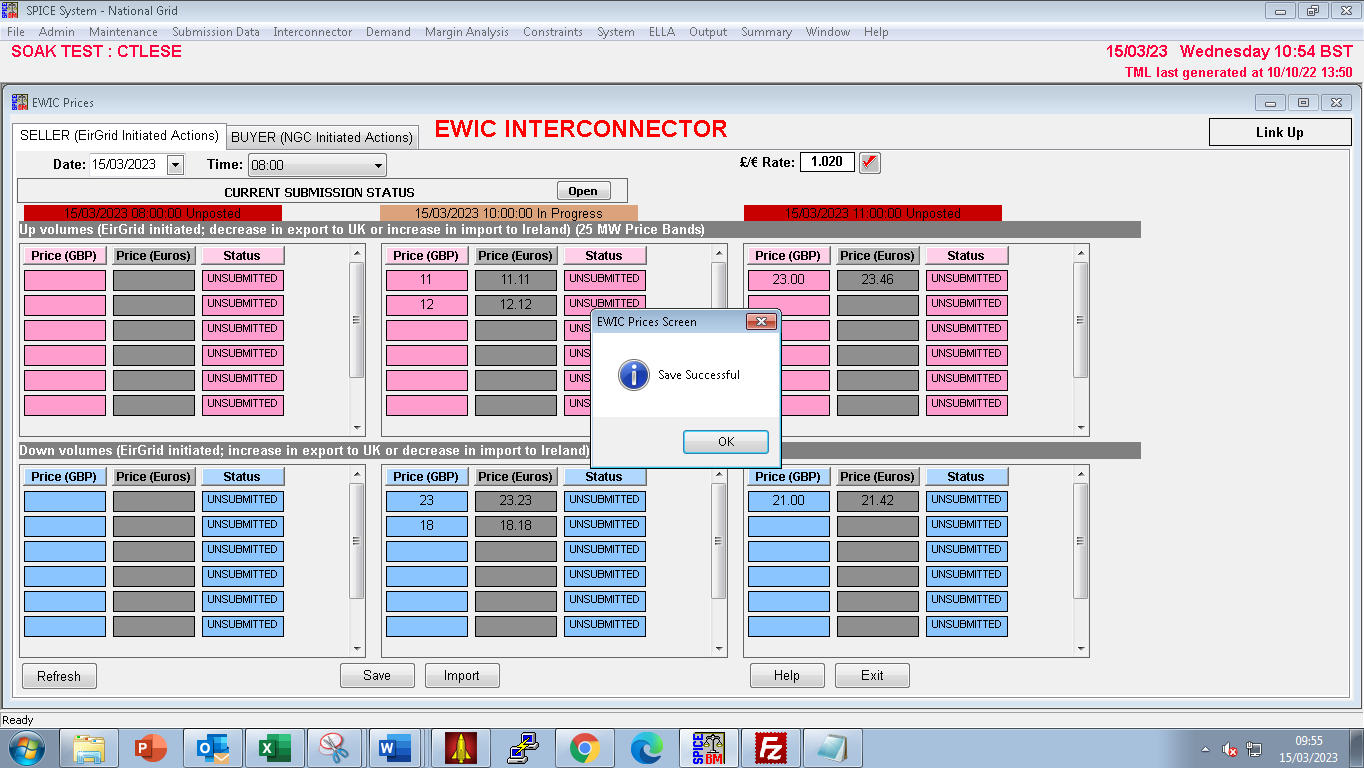 SPICE System - National Grid
File Admin Maintenance Submission Data Interconnector Demand Margin Analysis Constraints System ELLA Output Summary Window Help
SOAK TEST : CTLESE 15/03/23 Wednesday 10:54 BST
TML last generated at 10/10/22 13:50
EWIC Prices
SELLER (EirGrid Initiated Actions) BUYER (NGC Initiated Actions) EWIC INTERCONNECTOR Link Up
Date: 15/03/2023 Time: 08:00 £/€ Rate: 1.020
CURRENT SUBMISSION STATUS Open
15/03/2023 08:00:00 Unposted 15/03/2023 10:00:00 In Progress 15/03/2023 11:00:00 Unposted
Up volumes (EirGrid initiated; decrease in export to UK or increase in import to Ireland) (25 MW Price Bands)
Price (GBP) Price (Euros) Status Price (GBP) Price (Euros) Status Price (GBP) Price (Euros) Status
UNSUBMITTED 11 11.11 UNSUBMITTED 23.00 23.46 UNSUBMITTED
UNSUBMITTED 12 12.12 UNSUBMITTED UNSUBMITTED
UNSUBMITTED UNS UNSUBMITTED
UNSUBMITTED UNS UNSUBMITTED
UNSUBMITTED UNS UNSUBMITTED
UNSUBMITTED UNS UNSUBMITTED
EWIC Prices Screen
Save Successful
OK
Down volumes (EirGrid initiated; increase in export to UK or decrease in import to Ireland)
Price (GBP) Price (Euros) Status Price (GBP) Price (Euros) Status Price (GBP) Price (Euros) Status
UNSUBMITTED 23 23.23 UNSUBMITTED 21.00 21.42 UNSUBMITTED
UNSUBMITTED 18 18.18 UNSUBMITTED UNSUBMITTED
UNSUBMITTED UNSUBMITTED UNSUBMITTED
UNSUBMITTED UNSUBMITTED UNSUBMITTED
UNSUBMITTED UNSUBMITTED UNSUBMITTED
UNSUBMITTED UNSUBMITTED UNSUBMITTED
Refresh Save Import Help Exit
Ready
SPICE
DMI
09:55
15/03/2023